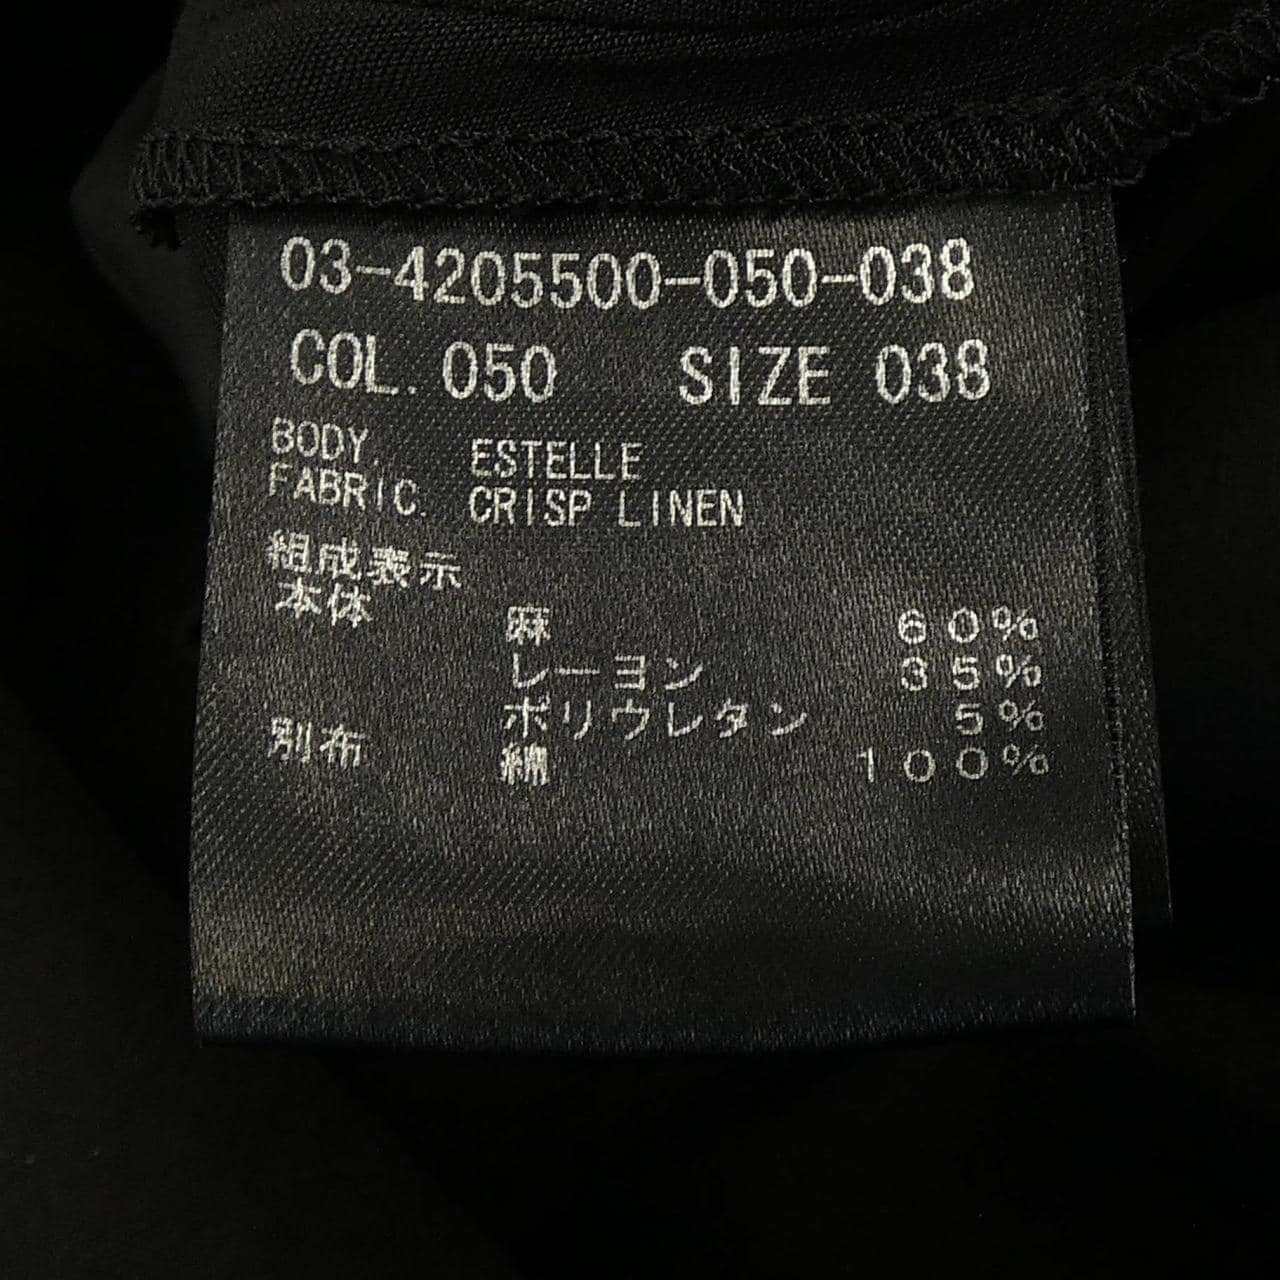 03-4205500-050-038
COL. 050 SIZE 038
BODY. ESTELLE
FABRIC. CRISP LINEN
組成表示
本体 麻 60%
レーヨン 35%
ポリウレタン 5%
別布 綿 100%